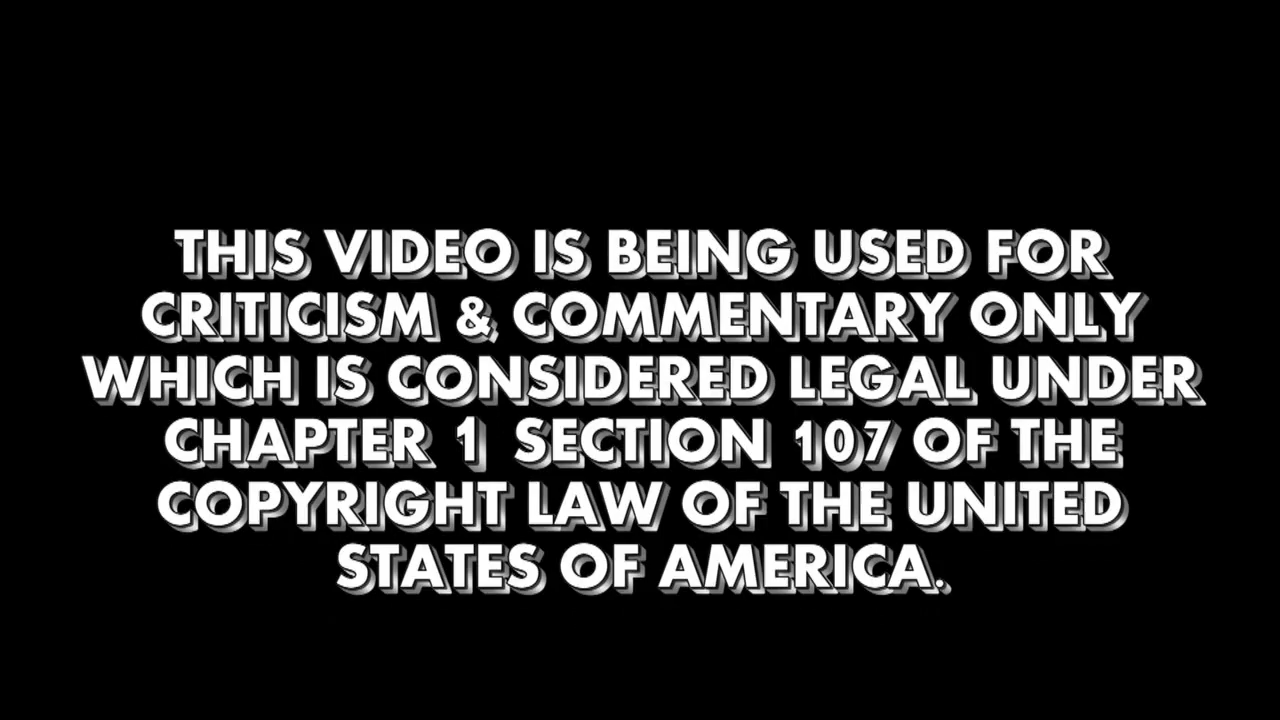 THIS VIDEO IS BEING USED FOR
CRITICISM & COMMENTARY ONLY
WHICH IS CONSIDERED LEGAL UNDER
CHAPTER 1 SECTION 107 OF THE
COPYRIGHT LAW OF THE UNITED
STATES OF AMERICA.